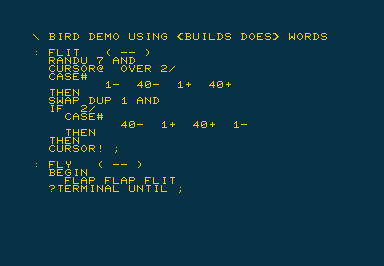 \ BIRD DEMO USING <BUILDS DOES> WORDS
: FLIT  ( -- )
RANDU 7 AND
CURSOR@  OVER 2/
CASE#
1-  40-  1+  40+
THEN
SWAP DUP 1 AND
IF  2/
CASE#
40-  1+  40+  1-
THEN
THEN
CURSOR! ;
: FLY  ( -- )
BEGIN
FLAP FLAP FLIT
?TERMINAL UNTIL ;